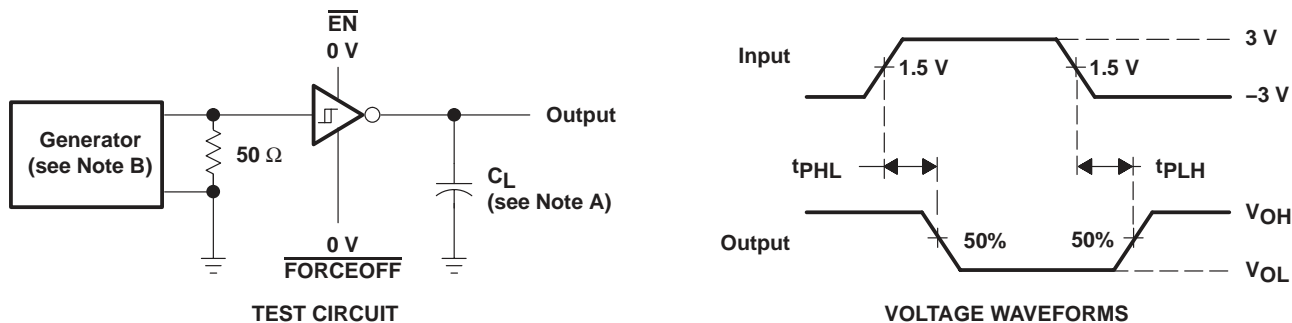 EN
0 V
Generator
(see Note B)
50 Ω
Output
CL
(see Note A)
0 V
FORCEOFF
TEST CIRCUIT
Input
1.5 V
1.5 V
3 V
–3 V
tPHL
tPLH
Output
50%
50%
VOH
VOL
VOLTAGE WAVEFORMS